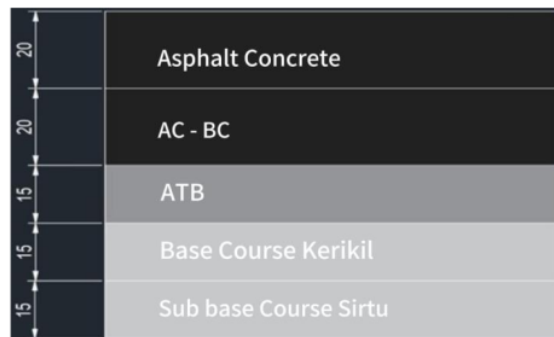 20
Asphalt Concrete
20
AC - BC
15
ATB
15
Base Course Kerikil
15
Sub base Course Sirtu